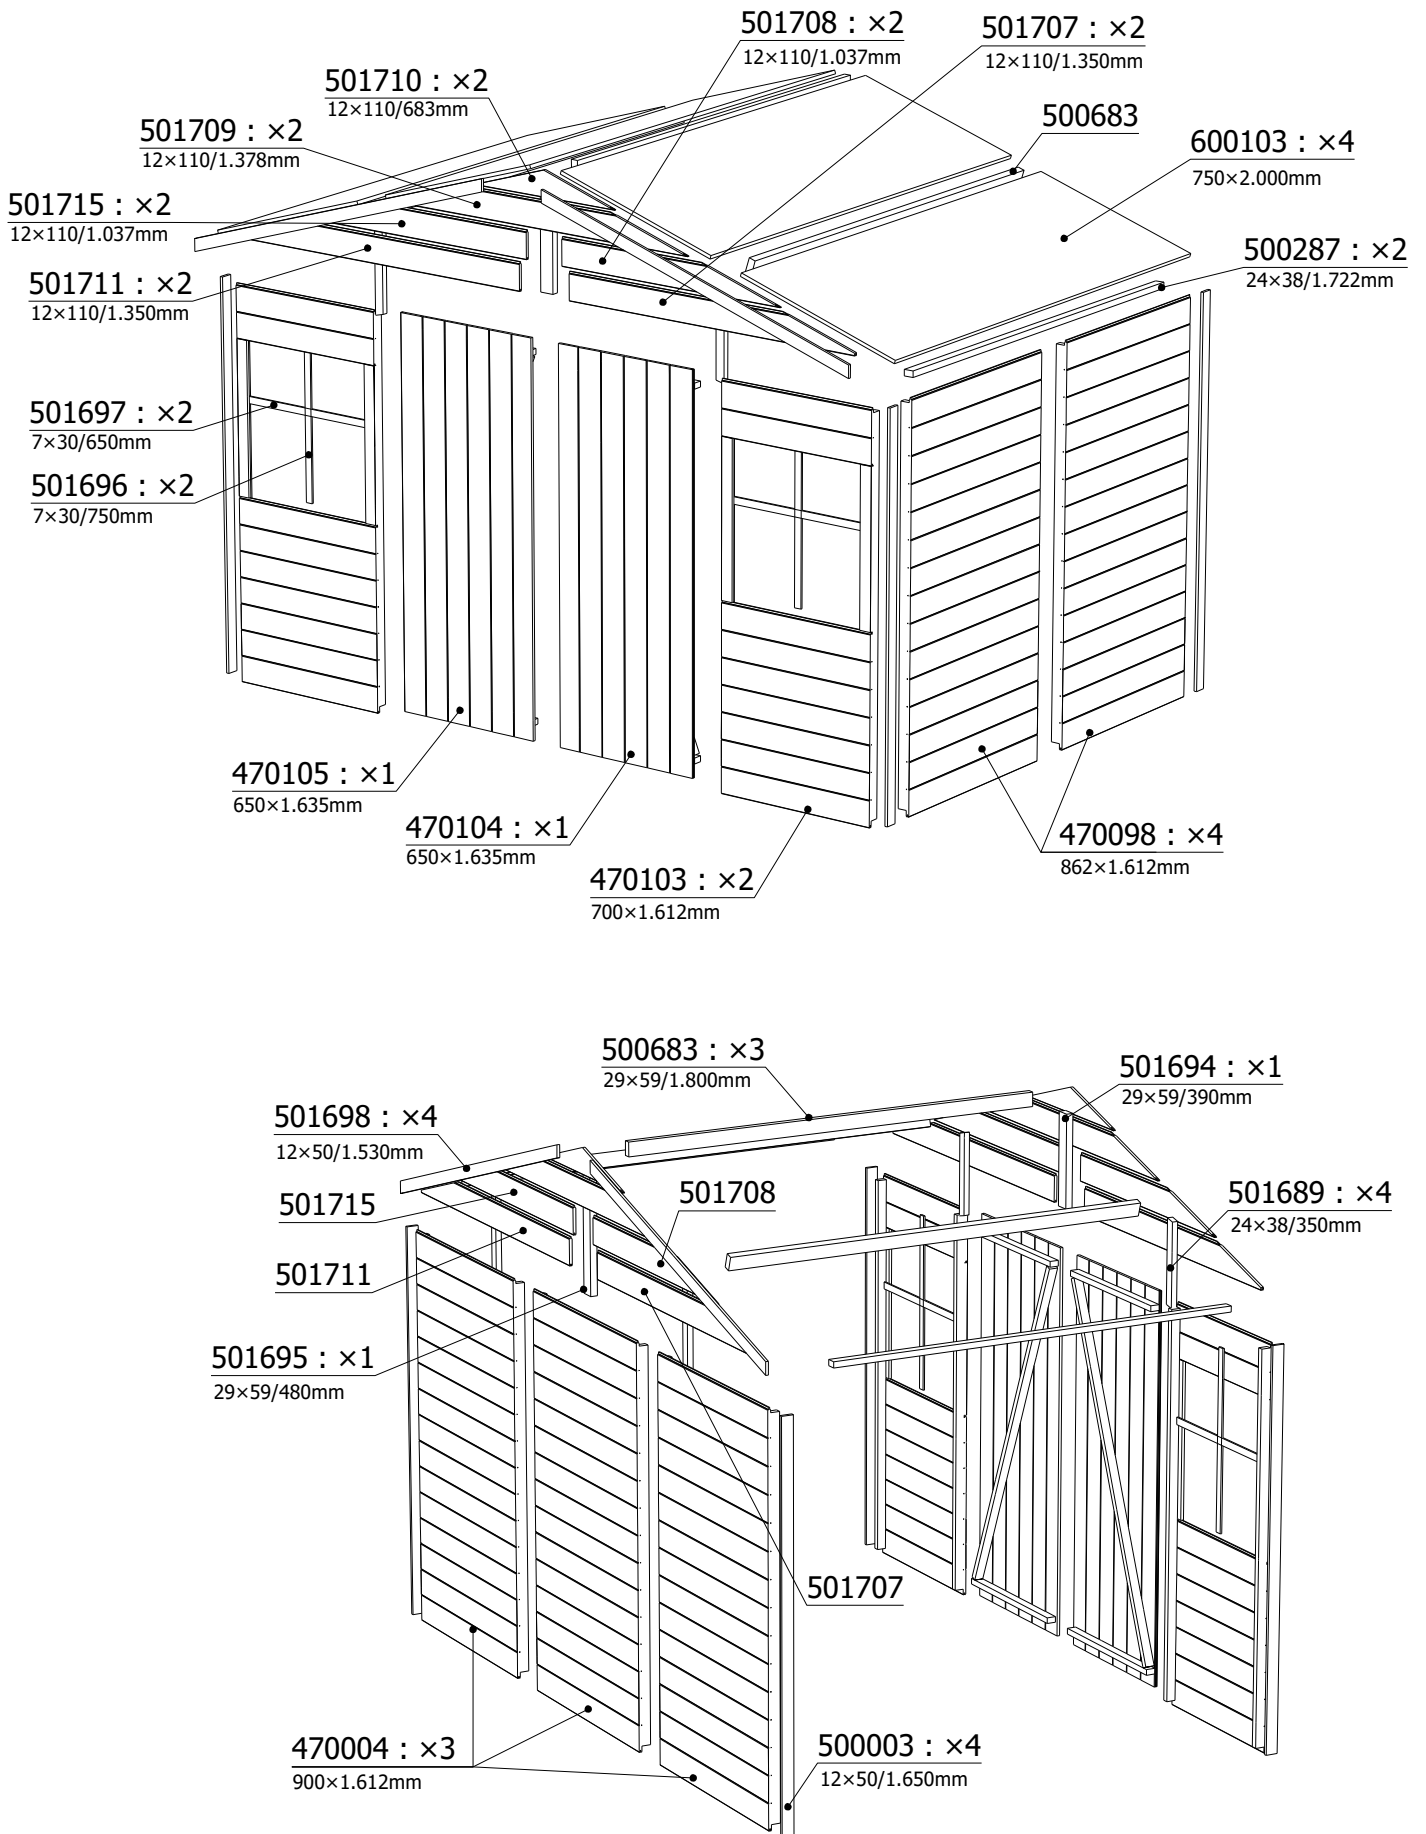 501708 : ×2
12×110/1.037mm
501707 : ×2
12×110/1.350mm
501710 : ×2
12×110/683mm
500683
501709 : ×2
12×110/1.378mm
600103 : ×4
750×2.000mm
501715 : ×2
12×110/1.037mm
500287 : ×2
24×38/1.722mm
501711 : ×2
12×110/1.350mm
501697 : ×2
7×30/650mm
501696 : ×2
7×30/750mm
470105 : ×1
650×1.635mm
470104 : ×1
650×1.635mm
470098 : ×4
862×1.612mm
470103 : ×2
700×1.612mm
500683 : ×3
29×59/1.800mm
501694 : ×1
29×59/390mm
501698 : ×4
12×50/1.530mm
501715
501708
501689 : ×4
24×38/350mm
501711
501695 : ×1
29×59/480mm
501707
470004 : ×3
900×1.612mm
500003 : ×4
12×50/1.650mm